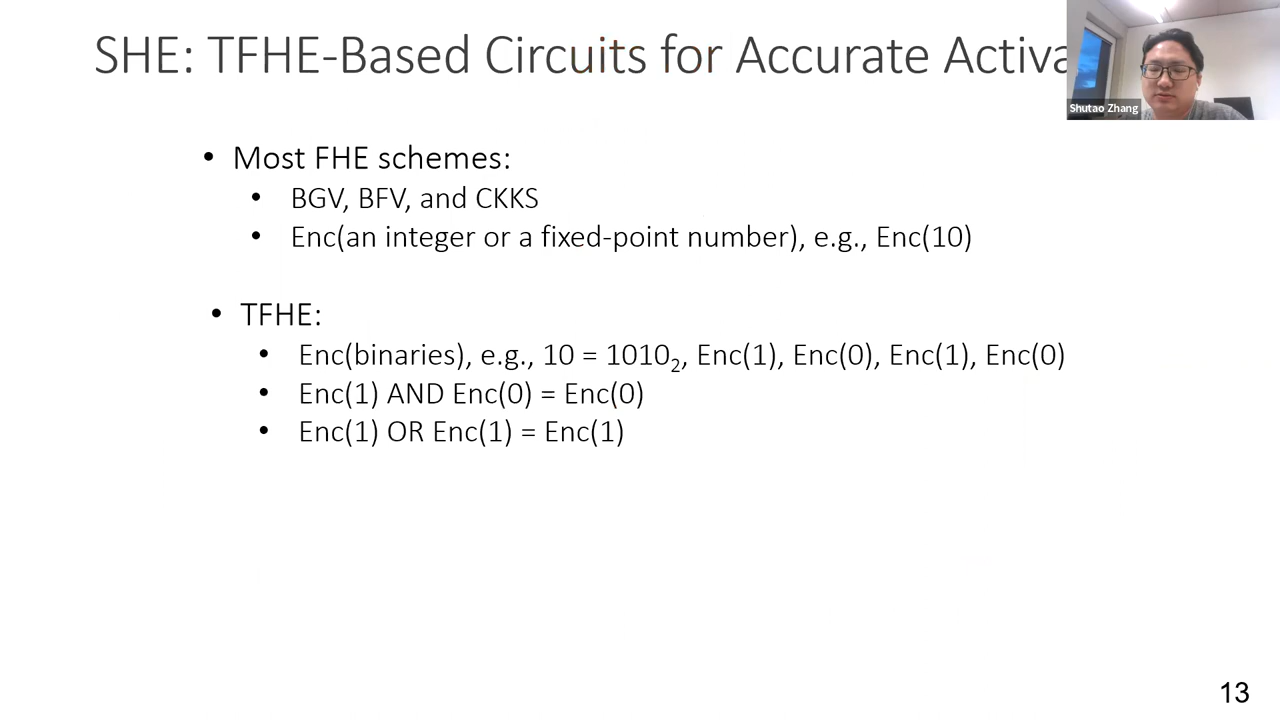 SHE: TFHE-Based Circuits for Accurate Activa
Shutao Zhang
• Most FHE schemes:
• BGV, BFV, and CKKS
• Enc(an integer or a fixed-point number), e.g., Enc(10)
• TFHE:
• Enc(binaries), e.g., 10 = 1010₂, Enc(1), Enc(0), Enc(1), Enc(0)
• Enc(1) AND Enc(0) = Enc(0)
• Enc(1) OR Enc(1) = Enc(1)
13